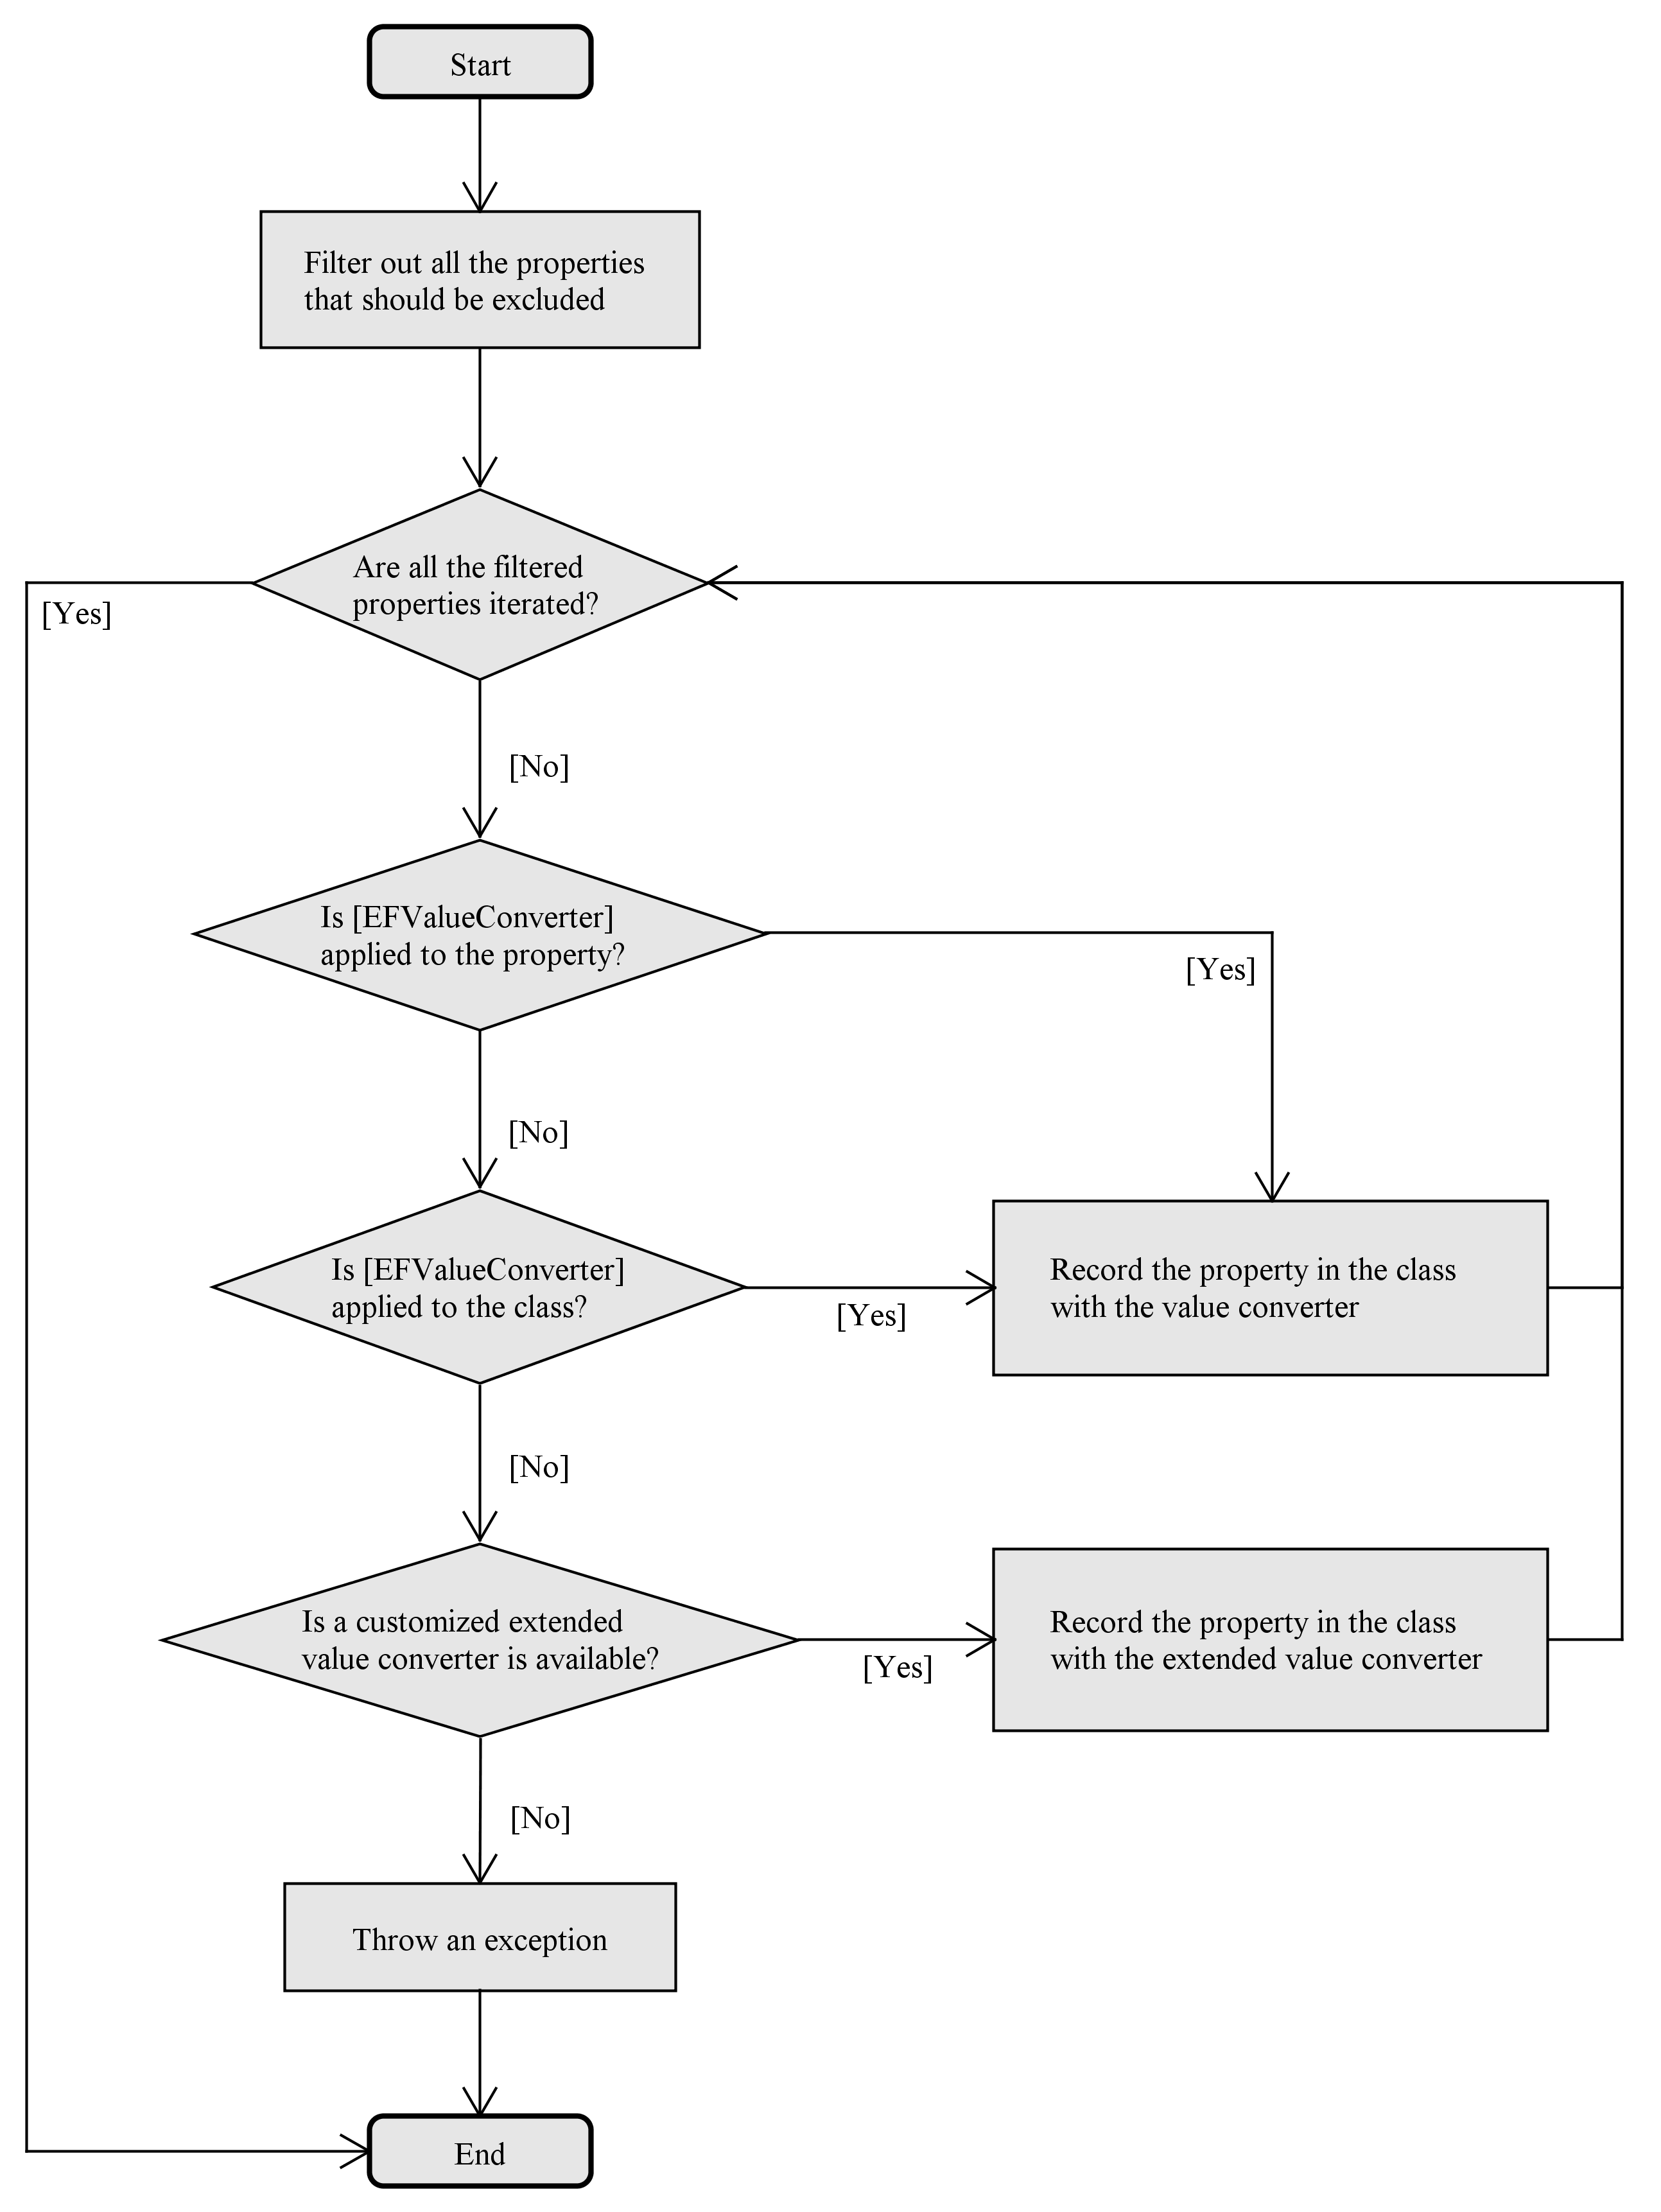 Start
Filter out all the properties
that should be excluded
Are all the filtered
properties iterated?
[Yes]
[No]
Is [EFValueConverter]
applied to the property?
[Yes]
[No]
Is [EFValueConverter]
applied to the class?
[Yes]
Record the property in the class
with the value converter
[No]
Is a customized extended
value converter is available?
[Yes]
Record the property in the class
with the extended value converter
[No]
Throw an exception
End